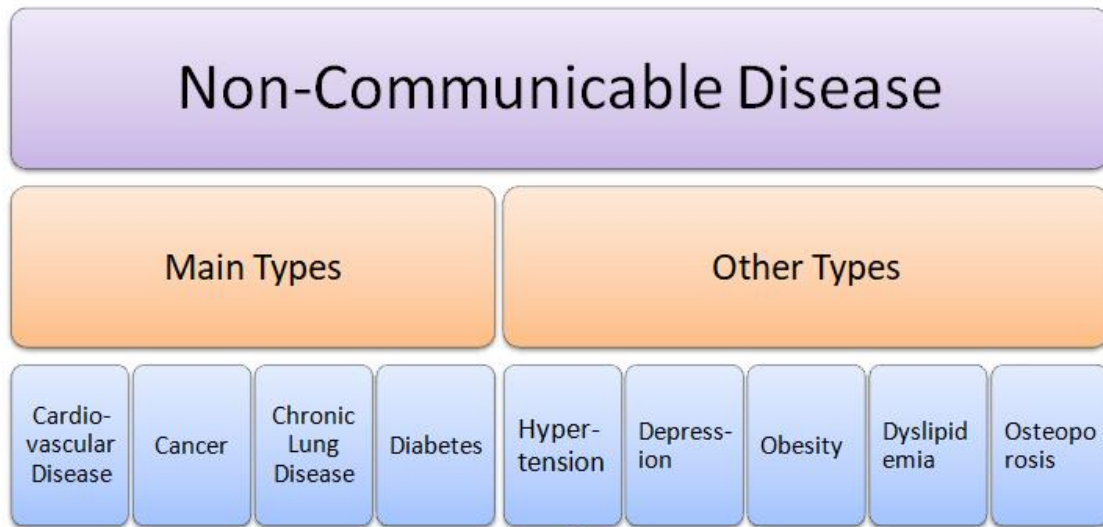 Non-Communicable Disease
Main Types
Other Types
Cardio-
vascular
Disease
Cancer
Chronic
Lung
Disease
Diabetes
Hyper-
tension
Depress-
ion
Obesity
Dyslipid
emia
Osteopo
rosis